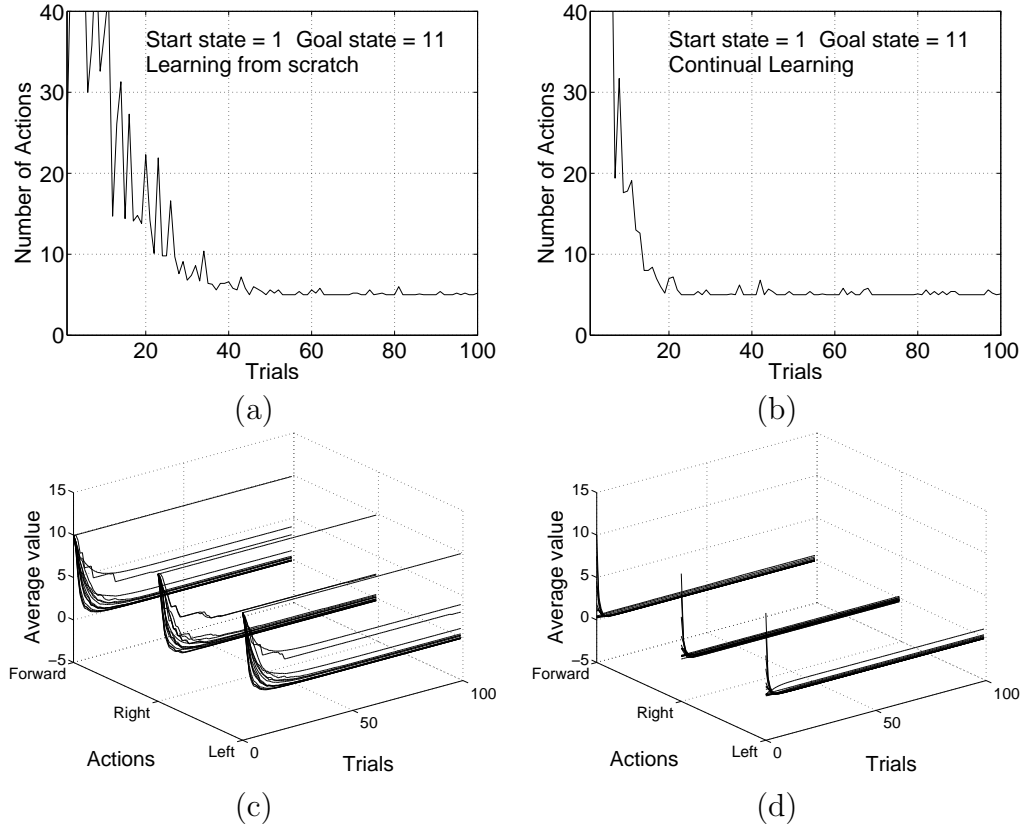 40
30
20
10
0
Number of Actions
Start state = 1 Goal state = 11
Learning from scratch
20
40
60
80
100
Trials
(a)
40
30
20
10
0
Number of Actions
Start state = 1 Goal state = 11
Continual Learning
20
40
60
80
100
Trials
(b)
15
10
5
0
−5
Average value
Forward
Right
Left
Actions
0
50
100
Trials
(c)
15
10
5
0
−5
Average value
Forward
Right
Left
Actions
0
50
100
Trials
(d)